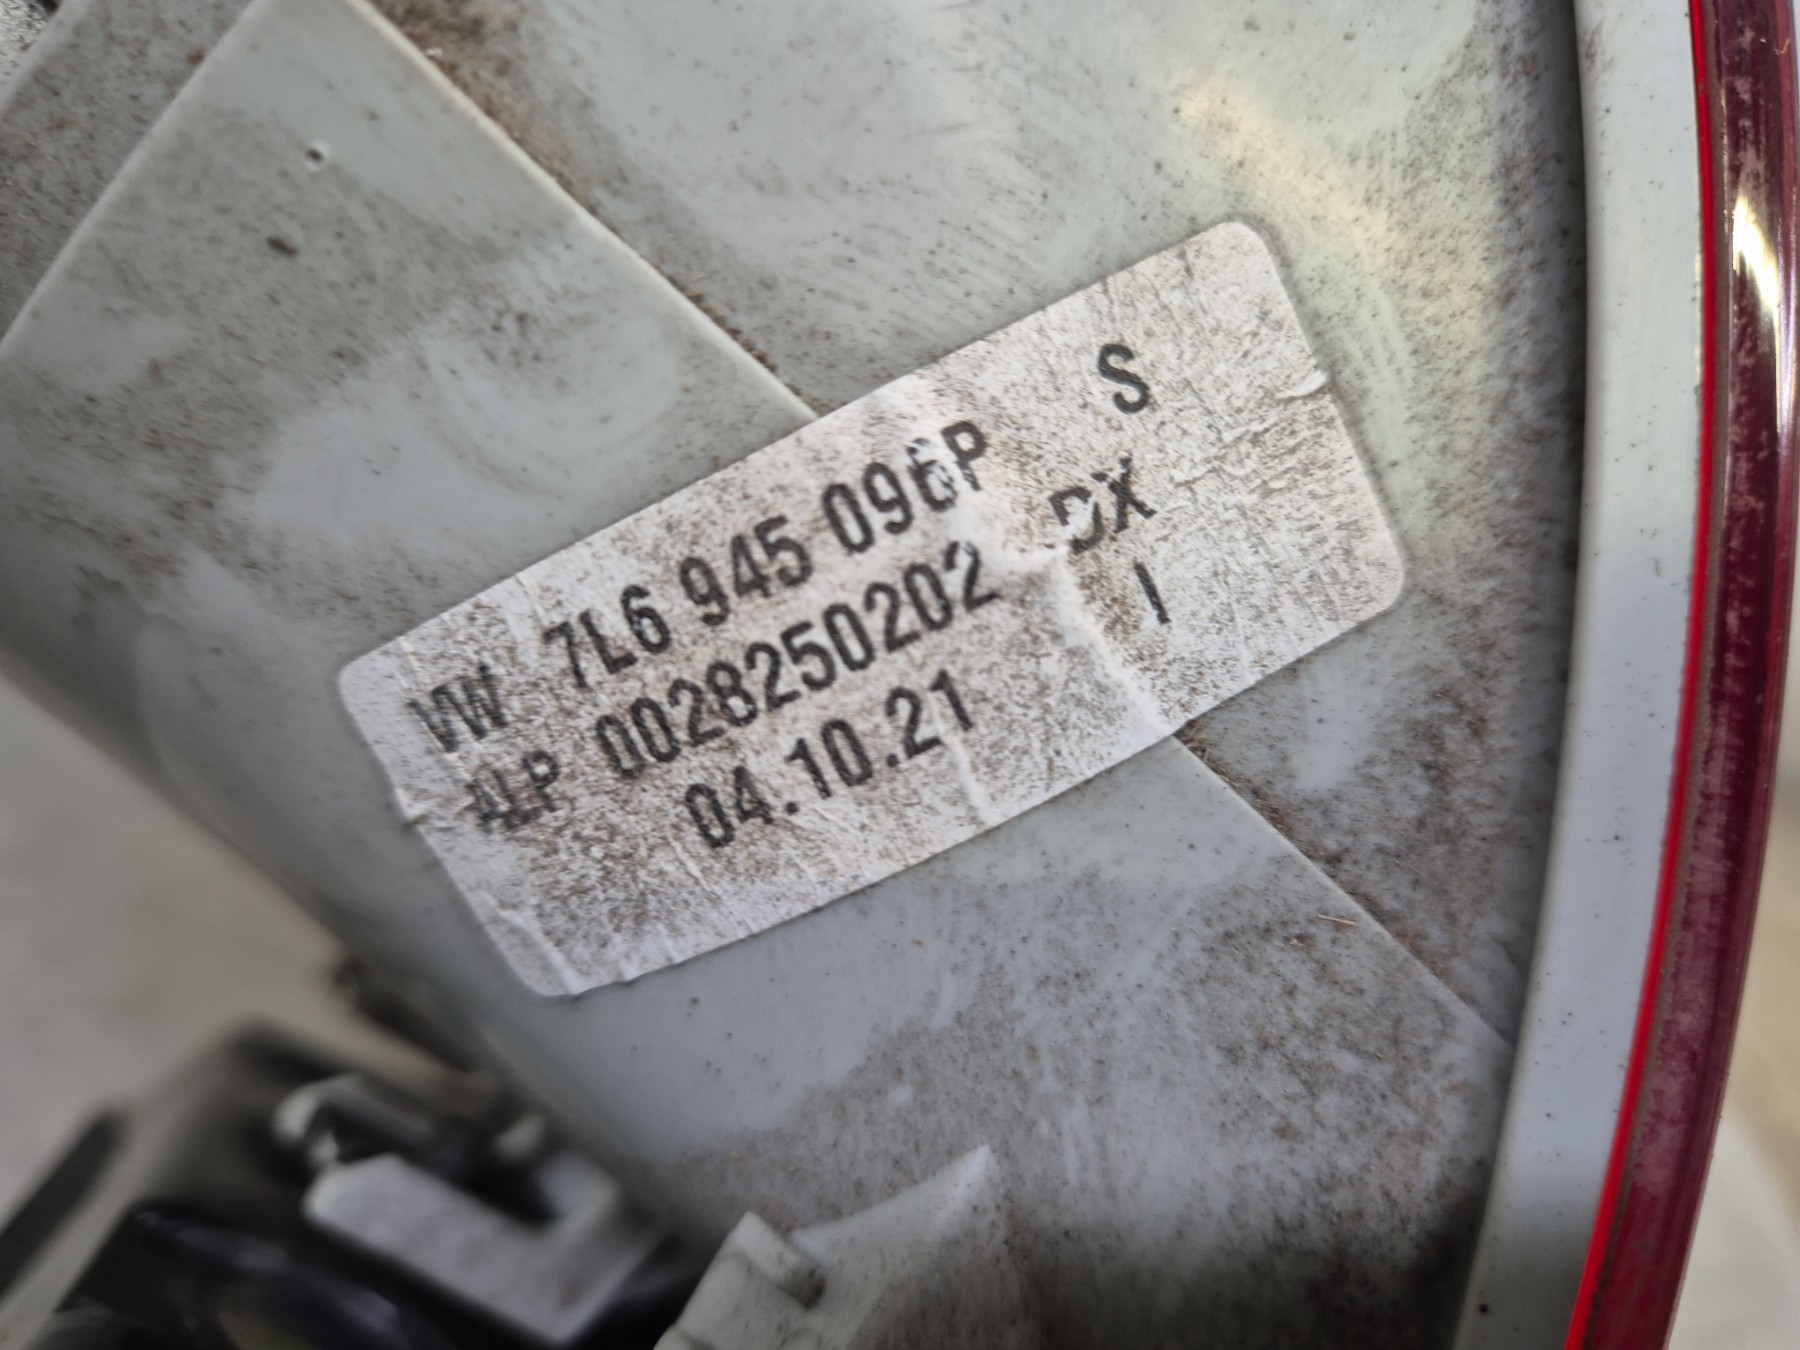 VW 7L6 945 096P S
ALP 0028250202 DX
04.10.21 I